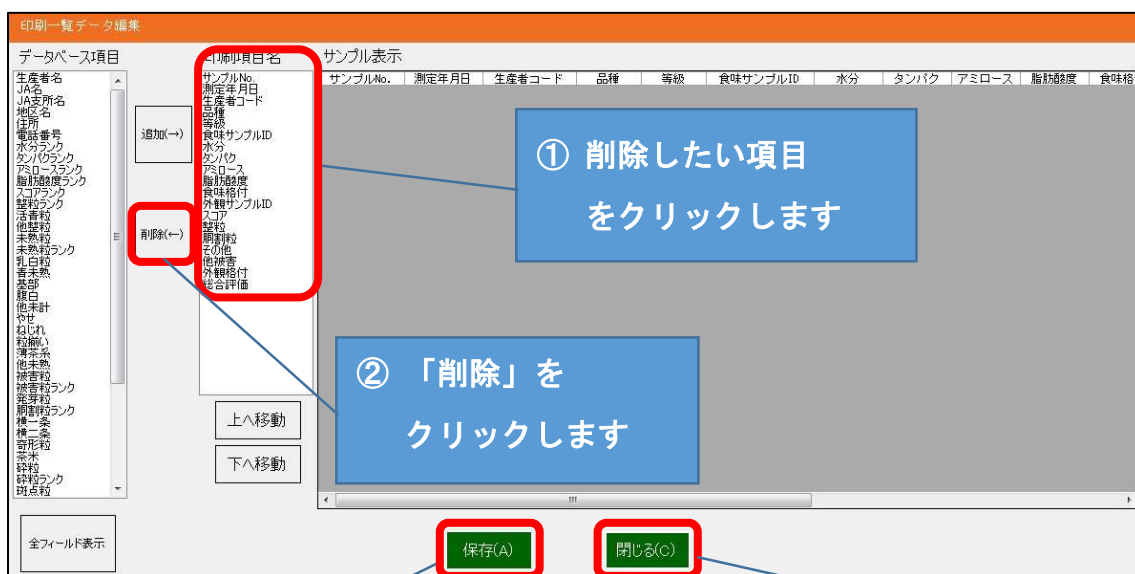 印刷一覧データ編集
データベース項目
印刷項目名
サンプル表示
生産者名
JA名
JA支所名
地区名
住所
電話番号
水分ランク
タンパクランク
アミロースランク
脂肪酸度ランク
スコアランク
整粒ランク
活青粒
他整粒
未熟粒
未熟粒ランク
乳白粒
青未熟
基部
腹白
他未計
やせ
ねじれ
粒揃い
薄茶系
他未熟
被害粒
被害粒ランク
発芽粒
胴割粒ランク
横一条
横二条
奇形粒
茶米
砕粒
砕粒ランク
斑点粒
追加(→)
削除(←)
サンプルNo.
測定年月日
生産者コード
品種
等級
食味サンプルID
水分
タンパク
アミロース
脂肪酸度
食味格付
外観サンプルID
スコア
整粒
胴割粒
その他
他被害
外観格付
総合評価
サンプルNo. 測定年月日 生産者コード 品種 等級 食味サンプルID 水分 タンパク アミロース 脂肪酸度 食味格
① 削除したい項目
をクリックします
② 「削除」を
クリックします
上へ移動
下へ移動
全フィールド表示
保存(A)
閉じる(C)